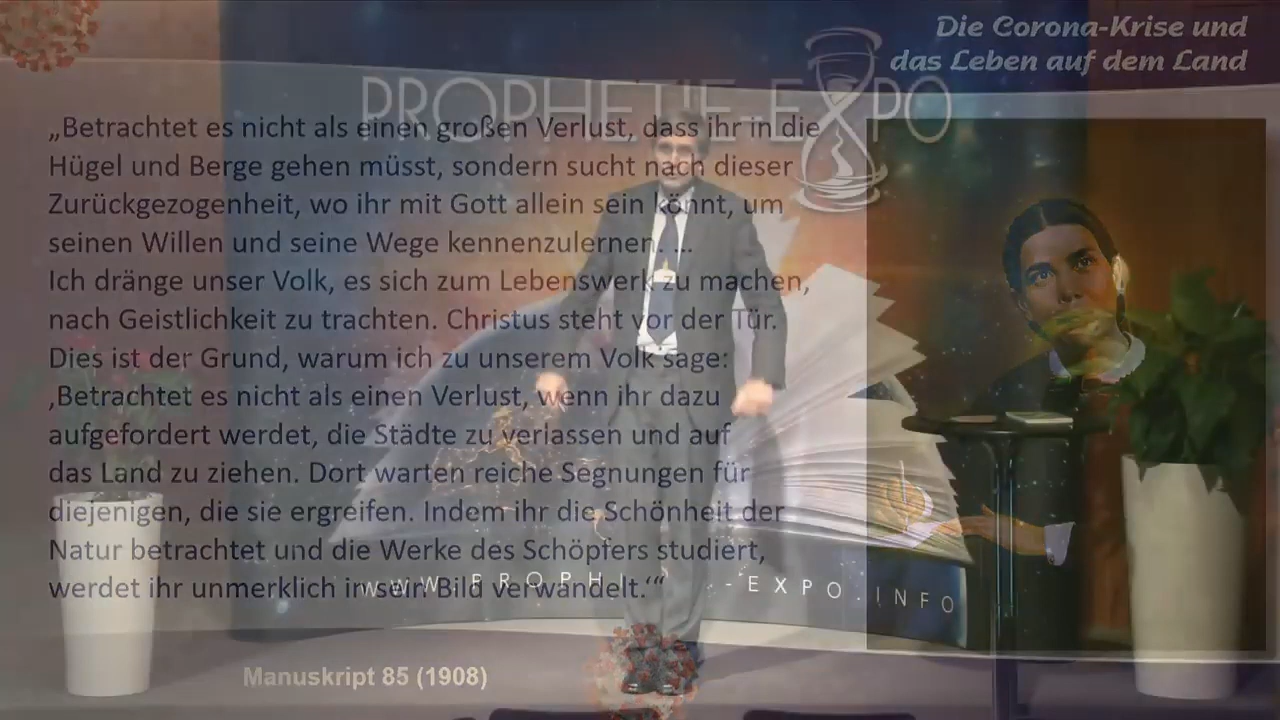 Die Corona-Krise und
das Leben auf dem Land
PROPHETIE-EXPO
„Betrachtet es nicht als einen großen Verlust, dass ihr in die
Hügel und Berge gehen müsst, sondern sucht nach dieser
Zurückgezogenheit, wo ihr mit Gott allein sein könnt, um
seinen Willen und seine Wege kennenzulernen. ...
Ich dränge unser Volk, es sich zum Lebenswerk zu machen,
nach Geistlichkeit zu trachten. Christus steht vor der Tür.
Dies ist der Grund, warum ich zu unserem Volk sage:
‚Betrachtet es nicht als einen Verlust, wenn ihr dazu
aufgefordert werdet, die Städte zu verlassen und auf
das Land zu ziehen. Dort warten reiche Segnungen für
diejenigen, die sie ergreifen. Indem ihr die Schönheit der
Natur betrachtet und die Werke des Schöpfers studiert,
werdet ihr unmerklich in sein Bild verwandelt.‘“
WWW.PROPHE -EXPO.INFO
Manuskript 85 (1908)